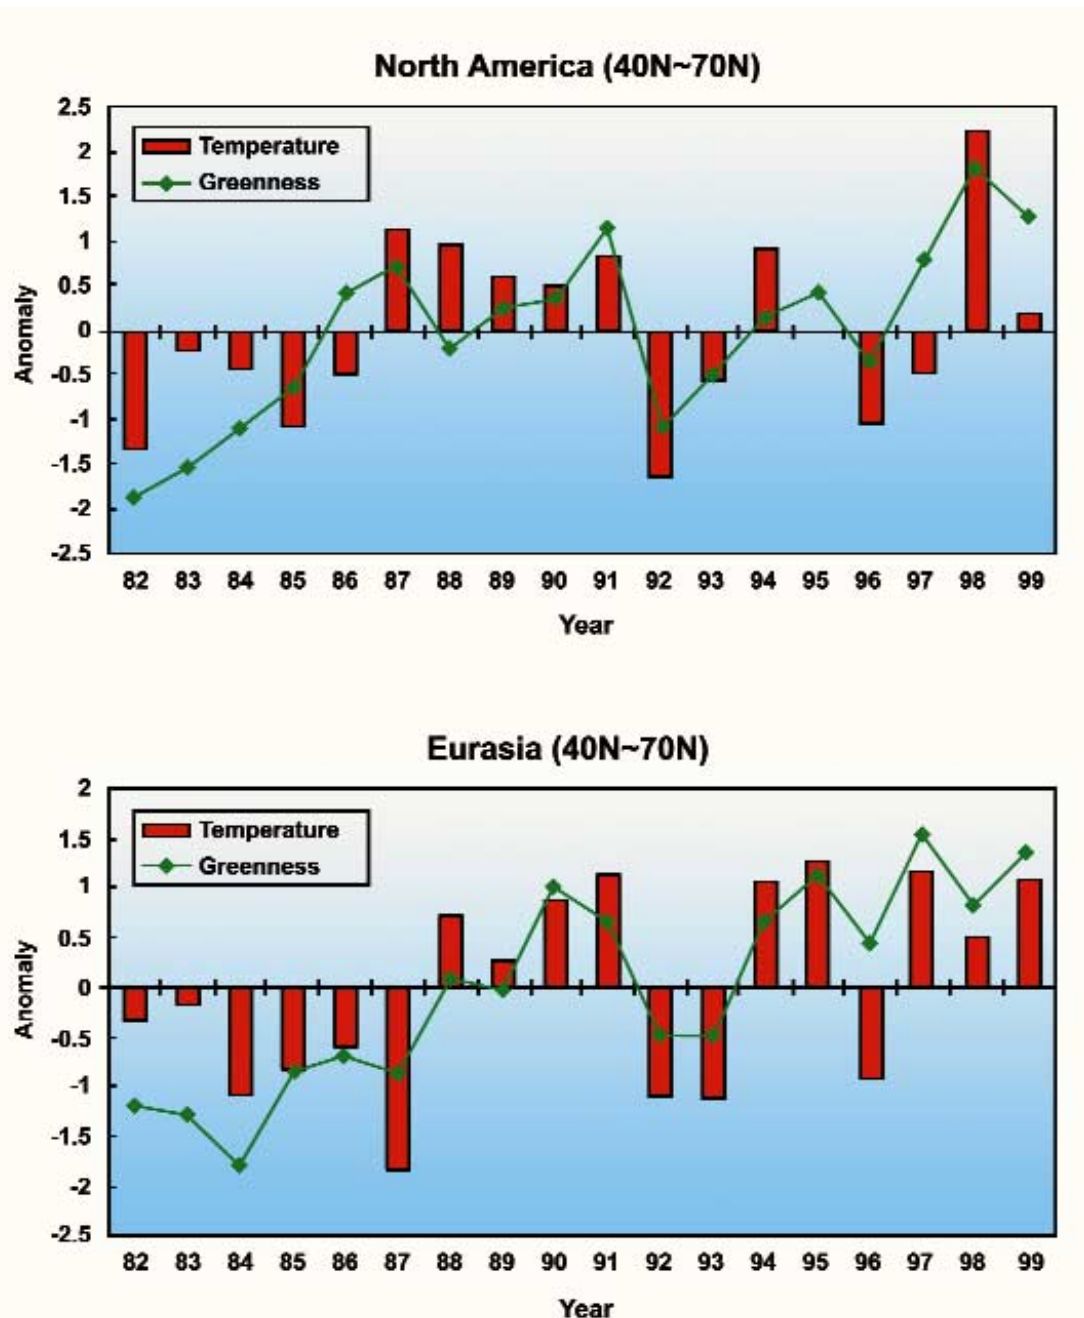 North America (40N~70N)
2.5
2
1.5
1
0.5
0
-0.5
-1
-1.5
-2
-2.5
Anomaly
Temperature
Greenness
82 83 84 85 86 87 88 89 90 91 92 93 94 95 96 97 98 99
Year
Eurasia (40N~70N)
2
1.5
1
0.5
0
-0.5
-1
-1.5
-2
-2.5
Anomaly
Temperature
Greenness
82 83 84 85 86 87 88 89 90 91 92 93 94 95 96 97 98 99
Year